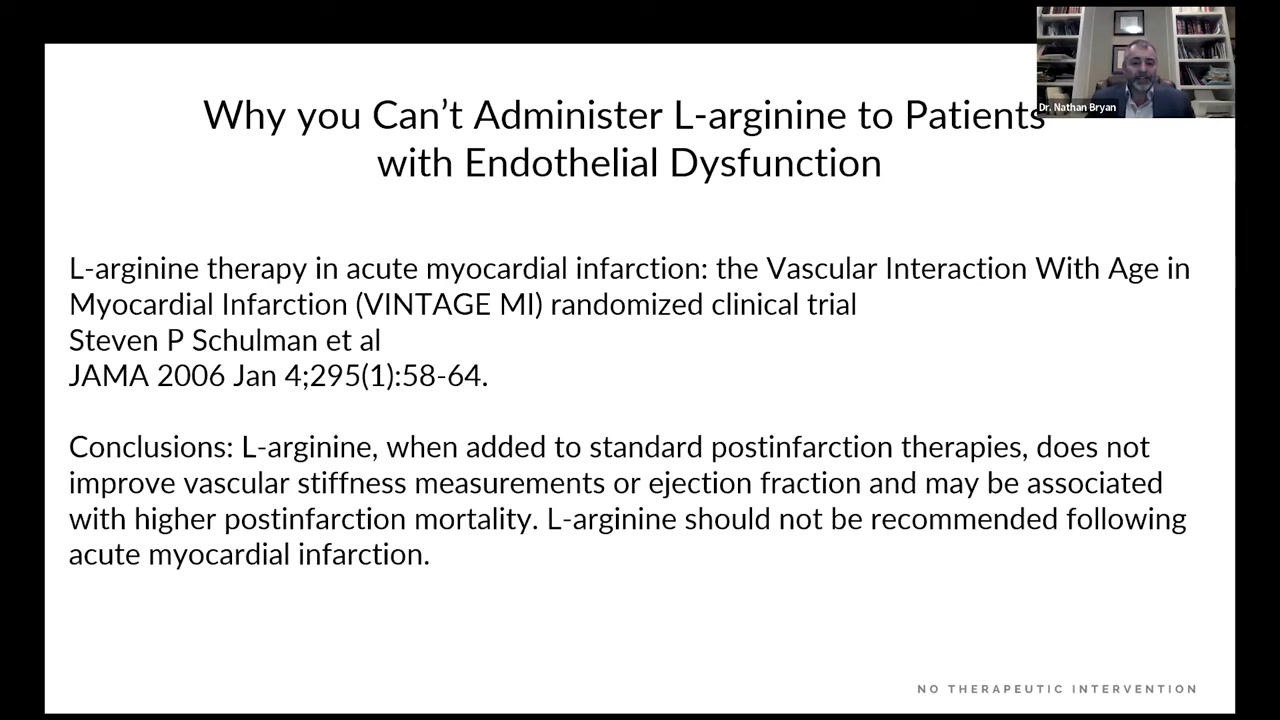 Dr. Nathan Bryan
Why you Can't Administer L-arginine to Patients
with Endothelial Dysfunction
L-arginine therapy in acute myocardial infarction: the Vascular Interaction With Age in
Myocardial Infarction (VINTAGE MI) randomized clinical trial
Steven P Schulman et al
JAMA 2006 Jan 4;295(1):58-64.
Conclusions: L-arginine, when added to standard postinfarction therapies, does not
improve vascular stiffness measurements or ejection fraction and may be associated
with higher postinfarction mortality. L-arginine should not be recommended following
acute myocardial infarction.
NO THERAPEUTIC INTERVENTION